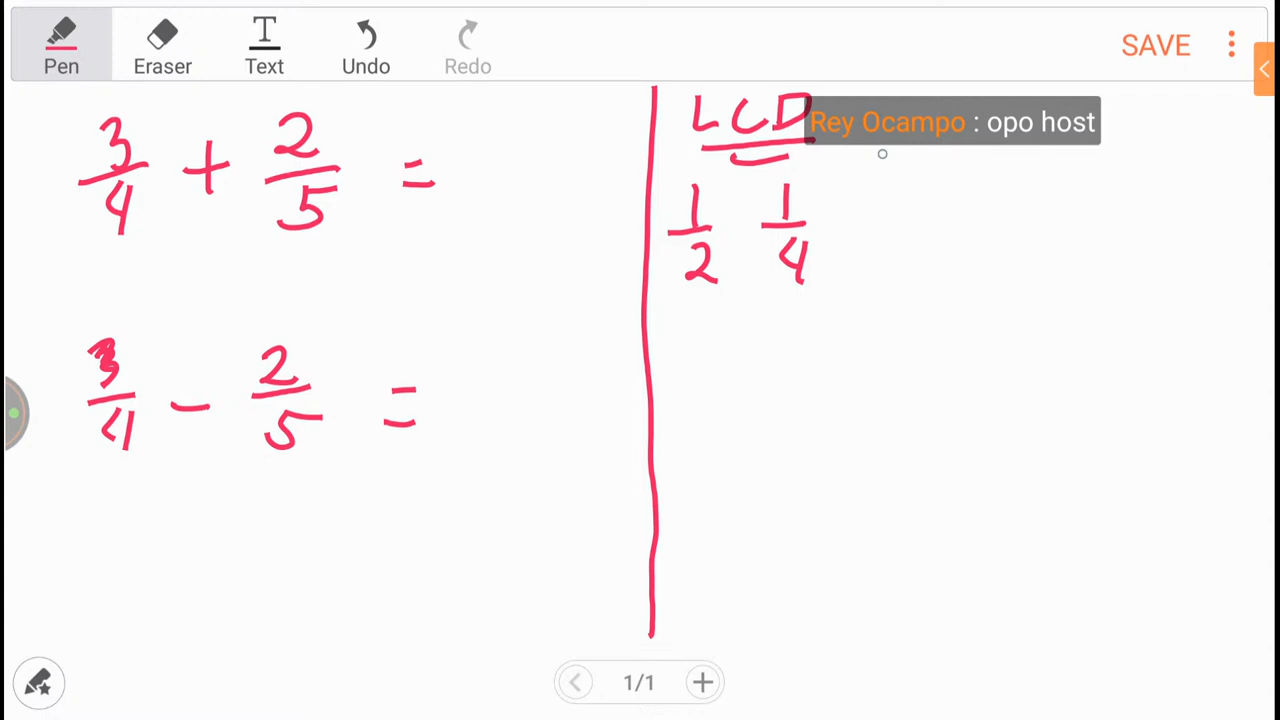 Pen Eraser Text Undo Redo SAVE
3/4 + 2/5 =
3/4 - 2/5 =
LCD
Rey Ocampo : opo host
1/2 1/4
1/1